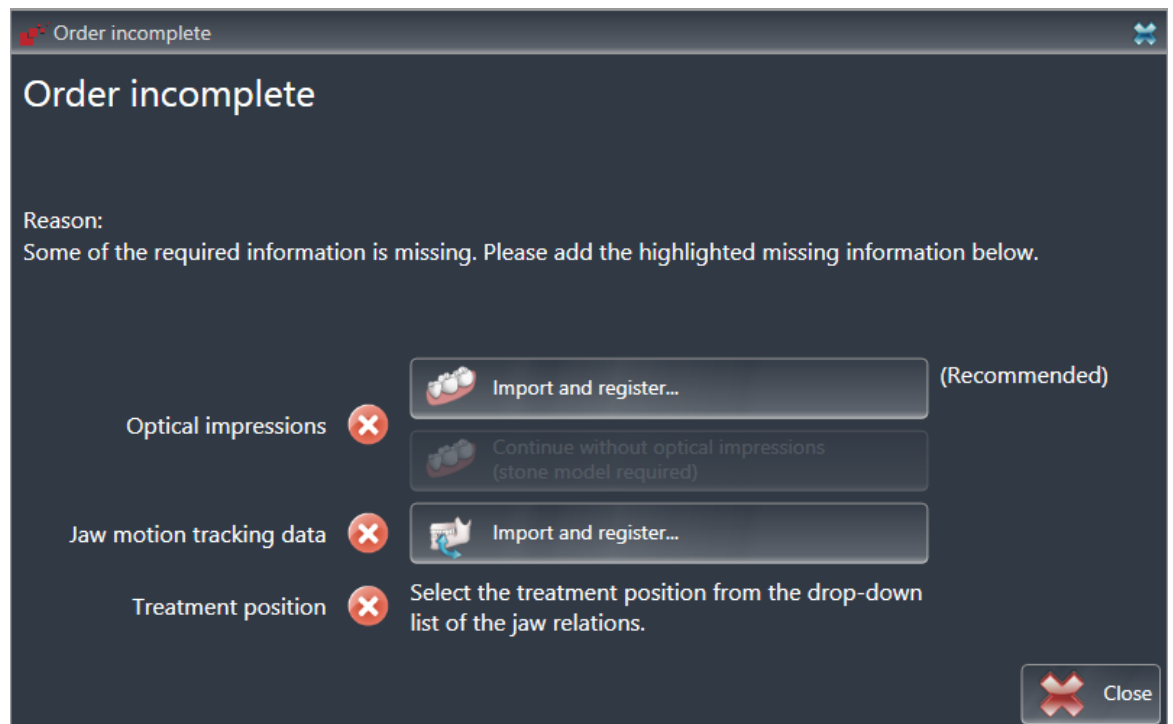 Order incomplete
Order incomplete
Reason:
Some of the required information is missing. Please add the highlighted missing information below.
Optical impressions
Import and register...
(Recommended)
Continue without optical impressions
(stone model required)
Jaw motion tracking data
Import and register...
Treatment position
Select the treatment position from the drop-down
list of the jaw relations.
Close